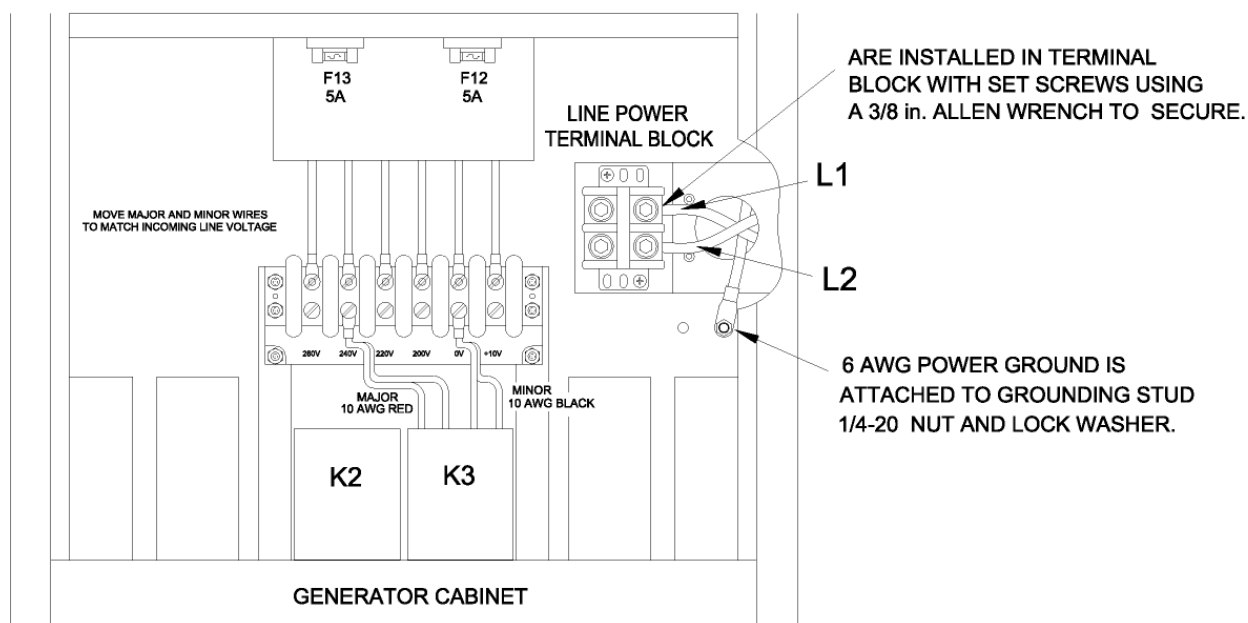 F13
5A
F12
5A
LINE POWER
TERMINAL BLOCK
ARE INSTALLED IN TERMINAL
BLOCK WITH SET SCREWS USING
A 3/8 in. ALLEN WRENCH TO SECURE.
L1
L2
MOVE MAJOR AND MINOR WIRES
TO MATCH INCOMING LINE VOLTAGE
280V 240V 220V 200V 0V +10V
MAJOR
10 AWG RED
MINOR
10 AWG BLACK
6 AWG POWER GROUND IS
ATTACHED TO GROUNDING STUD
1/4-20 NUT AND LOCK WASHER.
K2
K3
GENERATOR CABINET